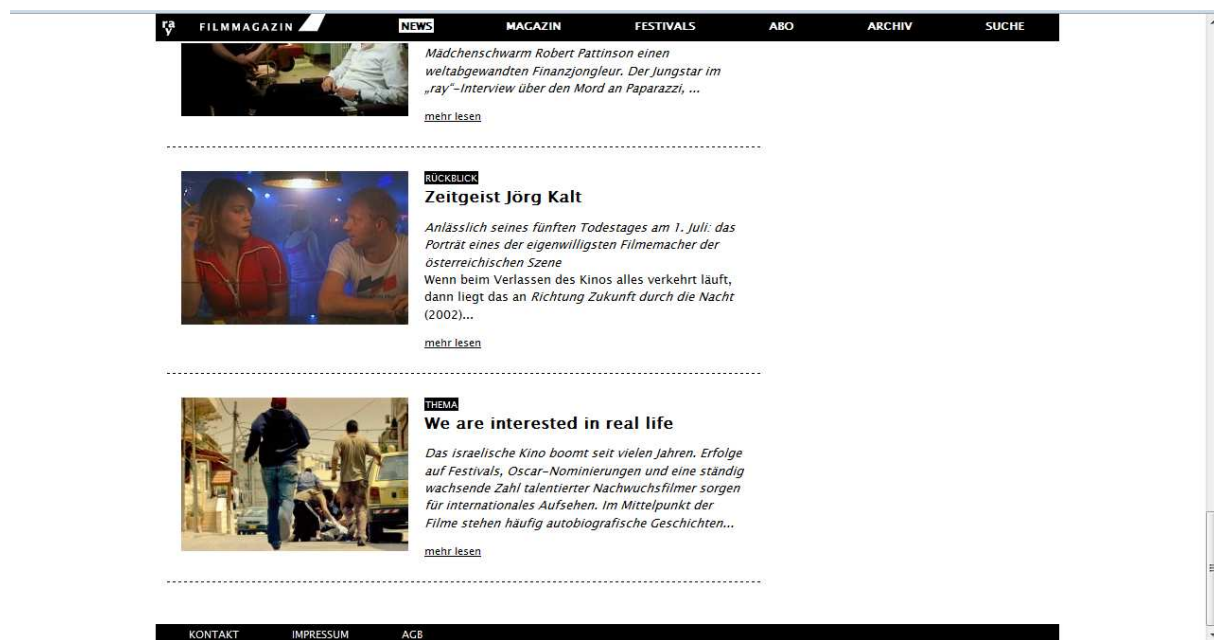 ray FILMMAGAZIN NEWS MAGAZIN FESTIVALS ABO ARCHIV SUCHE
Mädchenschwarm Robert Pattinson einen
weltabgewandten Finanzjongleur. Der Jungstar im
„ray“-Interview über den Mord an Paparazzi, ...
mehr lesen
RÜCKBLICK
Zeitgeist Jörg Kalt
Anlässlich seines fünften Todestages am 1. Juli: das
Porträt eines der eigenwilligsten Filmemacher der
österreichischen Szene
Wenn beim Verlassen des Kinos alles verkehrt läuft,
dann liegt das an Richtung Zukunft durch die Nacht
(2002)...
mehr lesen
THEMA
We are interested in real life
Das israelische Kino boomt seit vielen Jahren. Erfolge
auf Festivals, Oscar-Nominierungen und eine ständig
wachsende Zahl talentierter Nachwuchsfilmer sorgen
für internationales Aufsehen. Im Mittelpunkt der
Filme stehen häufig autobiografische Geschichten...
mehr lesen
KONTAKT IMPRESSUM AGB